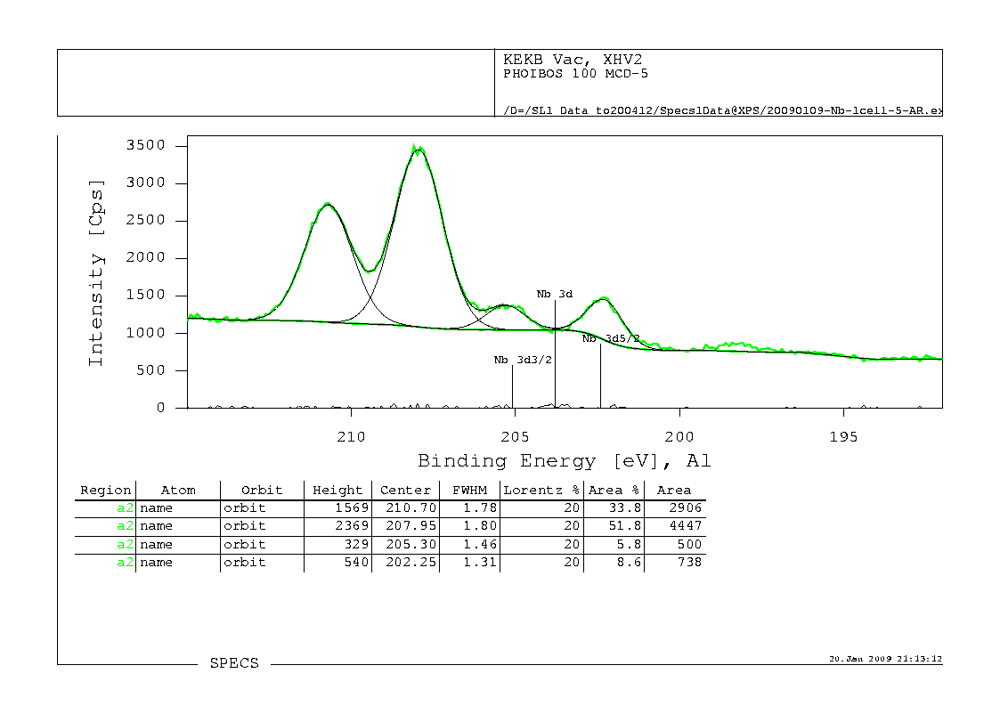 KEKB Vac, XHV2
PHOIBOS 100 MCD-5
/D=/SL1 Data to200412/Specs1Data@XPS/20090109-Nb-1cell-5-AR.ex
Intensity [Cps]
3500
3000
2500
2000
1500
1000
500
0
Nb 3d
Nb 3d5/2
Nb 3d3/2
210 205 200 195
Binding Energy [eV], Al
Region Atom Orbit Height Center FWHM Lorentz % Area % Area
a2 name orbit 1569 210.70 1.78 20 33.8 2906
a2 name orbit 2369 207.95 1.80 20 51.8 4447
a2 name orbit 329 205.30 1.46 20 5.8 500
a2 name orbit 540 202.25 1.31 20 8.6 738
SPECS
20.Jan 2009 21:13:12